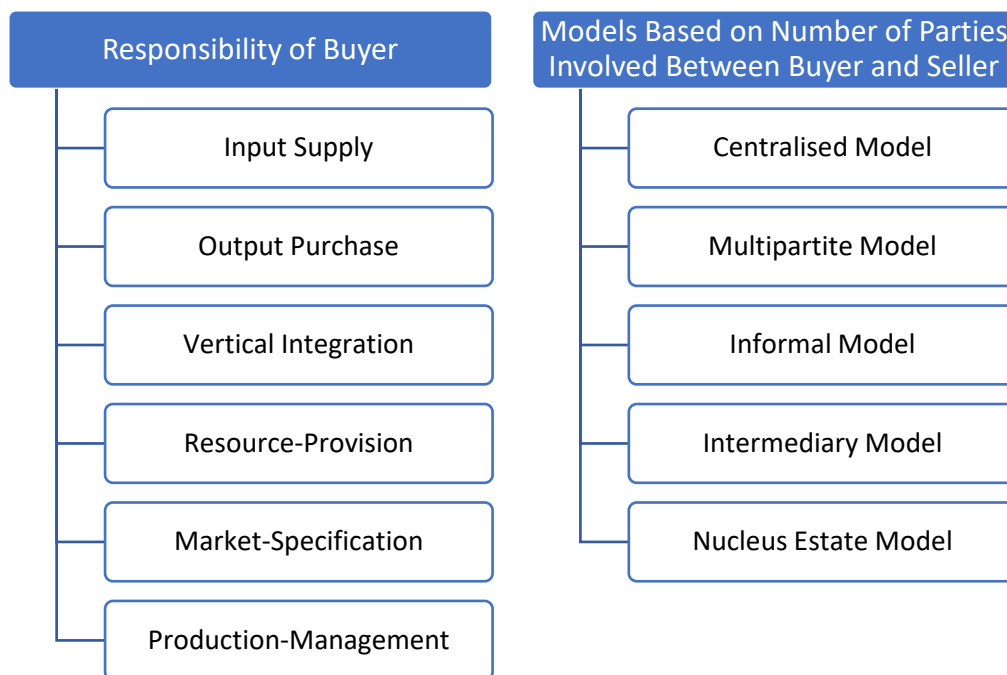 Responsibility of Buyer
Input Supply
Output Purchase
Vertical Integration
Resource-Provision
Market-Specification
Production-Management
Models Based on Number of Parties
Involved Between Buyer and Seller
Centralised Model
Multipartite Model
Informal Model
Intermediary Model
Nucleus Estate Model